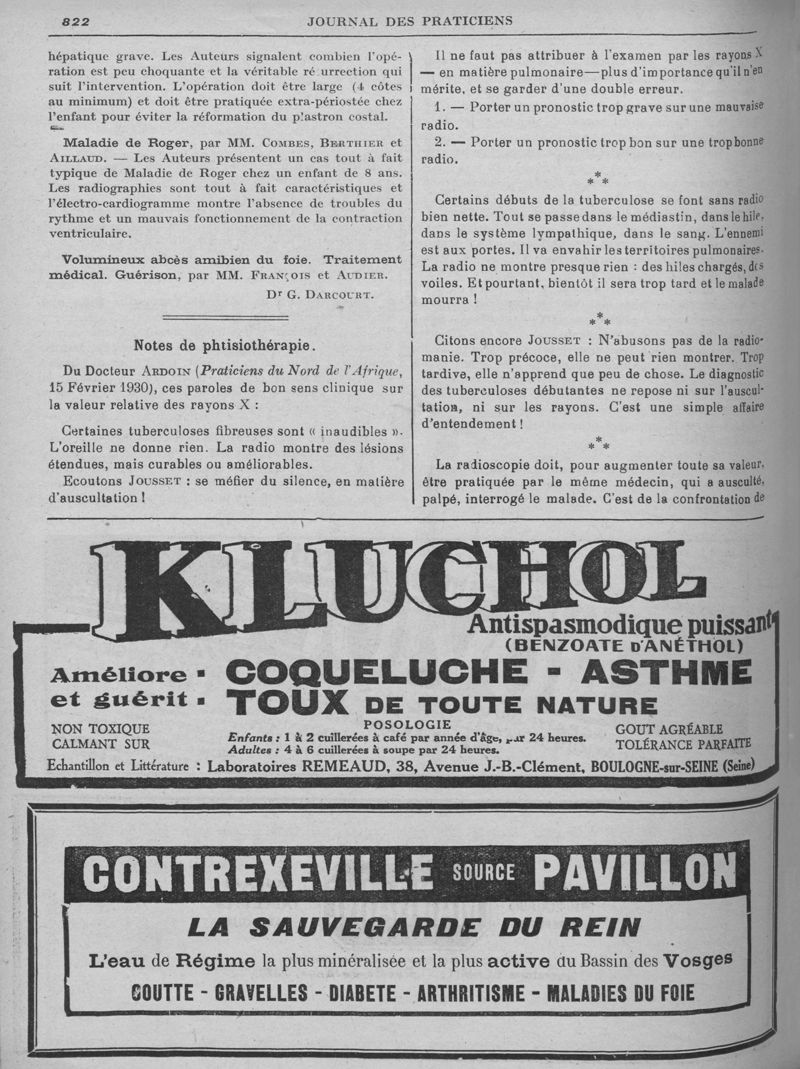 822
JOURNAL DES PRATICIENS
hépatique grave. Les Auteurs signalent combien l'opé-
ration est peu choquante et la véritable ré urrection qui
suit l'intervention. L'opération doit être large (4 côtes
au minimum) et doit être pratiquée extra-périostée chez
l'enfant pour éviter la réformation du plastron costal.
Maladie de Roger, par MM. COMBES, BERTHIER et
AILLAUD. — Les Auteurs présentent un cas tout à fait
typique de Maladie de Roger chez un enfant de 8 ans.
Les radiographies sont tout à fait caractéristiques et
l'électro-cardiogramme montre l'absence de troubles du
rythme et un mauvais fonctionnement de la contraction
ventriculaire.
Volumineux abcès amibien du foie. Traitement
médical. Guérison, par MM. FRANÇOIS et AUDIER.
Dr G. DARCOURT.
Notes de phtisiothérapie.
Du Docteur ARDOIN (Praticiens du Nord de l'Afrique,
15 Février 1930), ces paroles de bon sens clinique sur
la valeur relative des rayons X :
Certaines tuberculoses fibreuses sont « inaudibles ».
L'oreille ne donne rien. La radio montre des lésions
étendues, mais curables ou améliorables.
Ecoutons JOUSSET : se méfier du silence, en matière
d'auscultation !
Il ne faut pas attribuer à l'examen par les rayons X
— en matière pulmonaire—plus d'importance qu'il n'en
mérite, et se garder d'une double erreur.
1. — Porter un pronostic trop grave sur une mauvaise
radio.
2. — Porter un pronostic trop bon sur une trop bonne
radio.
*
* *
Certains débuts de la tuberculose se font sans radio
bien nette. Tout se passe dans le médiastin, dans le hile,
dans le système lymphatique, dans le sang. L'ennemi
est aux portes. Il va envahir les territoires pulmonaires.
La radio ne montre presque rien : des hiles chargés, des
voiles. Et pourtant, bientôt il sera trop tard et le malade
mourra !
*
* *
Citons encore JOUSSET : N'abusons pas de la radio-
manie. Trop précoce, elle ne peut rien montrer. Trop
tardive, elle n'apprend que peu de chose. Le diagnostic
des tuberculoses débutantes ne repose ni sur l'auscul-
tation, ni sur les rayons. C'est une simple affaire
d'entendement !
*
* *
La radioscopie doit, pour augmenter toute sa valeur,
être pratiquée par le même médecin, qui a ausculté,
palpé, interrogé le malade. C'est de la confrontation de
KLUCHOL
Antispasmodique puissant
(BENZOATE D'ANÉTHOL)
Améliore - COQUELUCHE - ASTHME
et guérit - TOUX DE TOUTE NATURE
NON TOXIQUE
CALMANT SUR
POSOLOGIE
Enfants : 1 à 2 cuillerées à café par année d'âge, par 24 heures.
Adultes : 4 à 6 cuillerées à soupe par 24 heures.
GOUT AGRÉABLE
TOLÉRANCE PARFAITE
Echantillon et Littérature : Laboratoires REMEAUD, 38, Avenue J.-B.-Clément, BOULOGNE-sur-SEINE (Seine)
CONTREXEVILLE SOURCE PAVILLON
LA SAUVEGARDE DU REIN
L'eau de Régime la plus minéralisée et la plus active du Bassin des Vosges
GOUTTE - GRAVELLES - DIABETE - ARTHRITISME - MALADIES DU FOIE